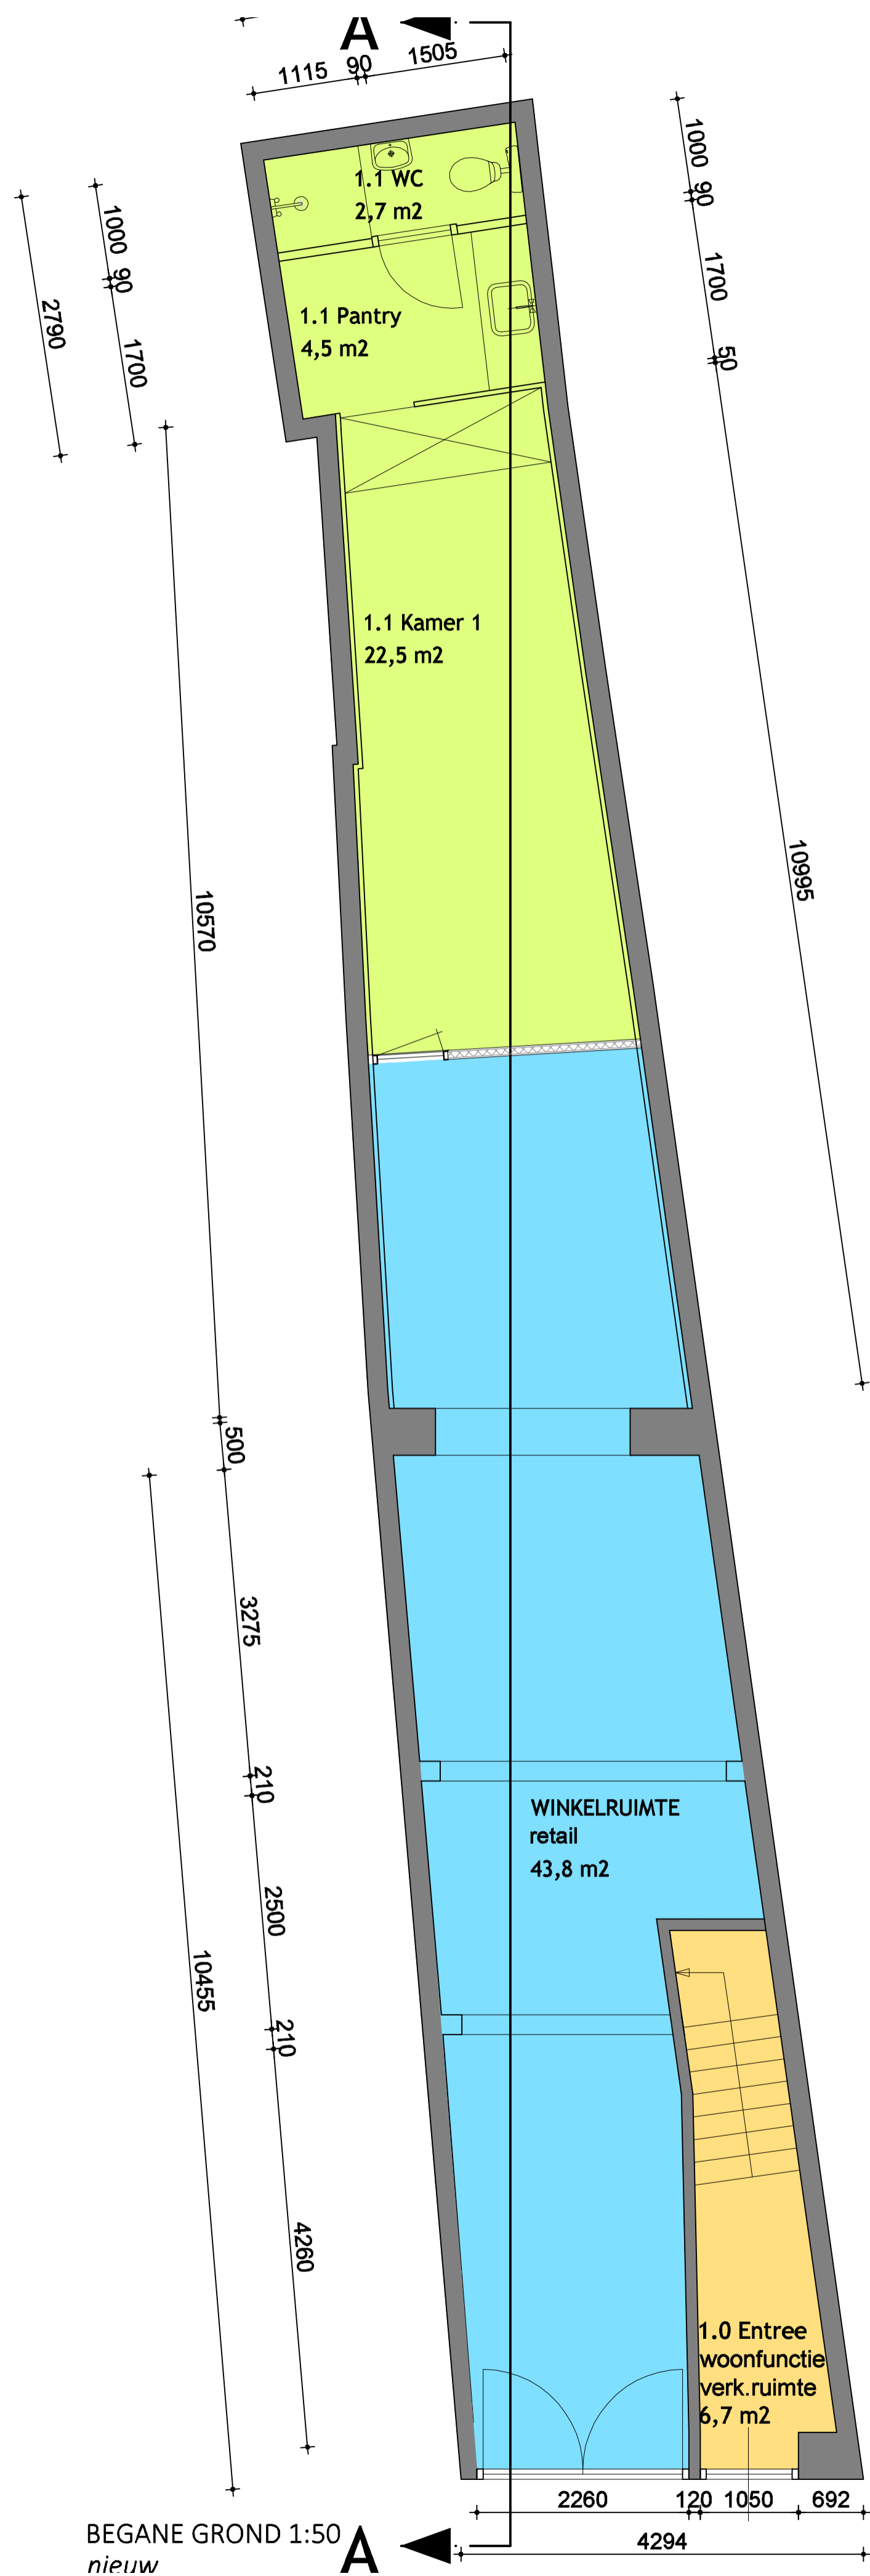 A
1115 90 1505
1000
90
1700
50
10995
1000
90
1700
2790
1.1 WC
2,7 m2
1.1 Pantry
4,5 m2
1.1 Kamer 1
22,5 m2
10570
500
3275
210
2500
210
4260
10455
WINKELRUIMTE
retail
43,8 m2
1.0 Entree
woonfunctie
verk.ruimte
6,7 m2
2260 120 1050 692
4294
BEGANE GROND 1:50
nieuw
A